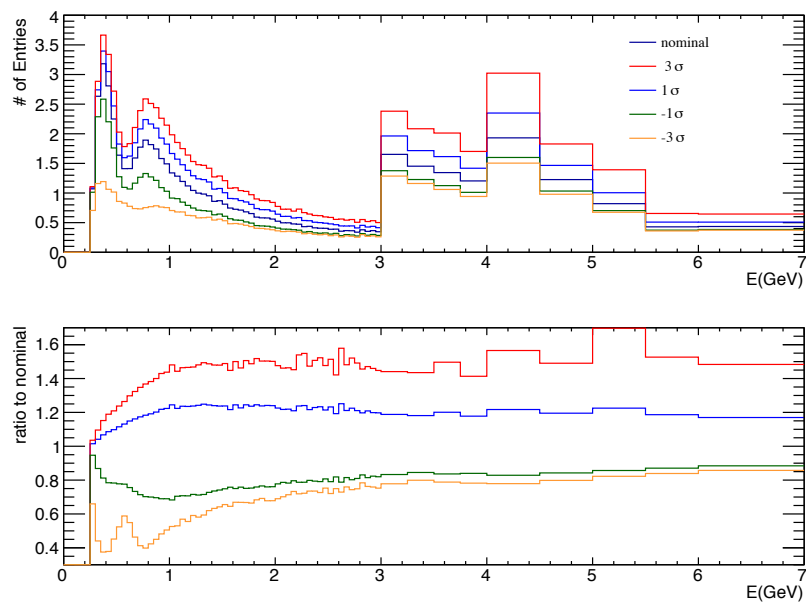 # of Entries
4
3.5
3
2.5
2
1.5
1
0.5
0
nominal
3 σ
1 σ
-1 σ
-3 σ
0 1 2 3 4 5 6 7
E(GeV)
ratio to nominal
1.6
1.4
1.2
1
0.8
0.6
0.4
0 1 2 3 4 5 6 7
E(GeV)